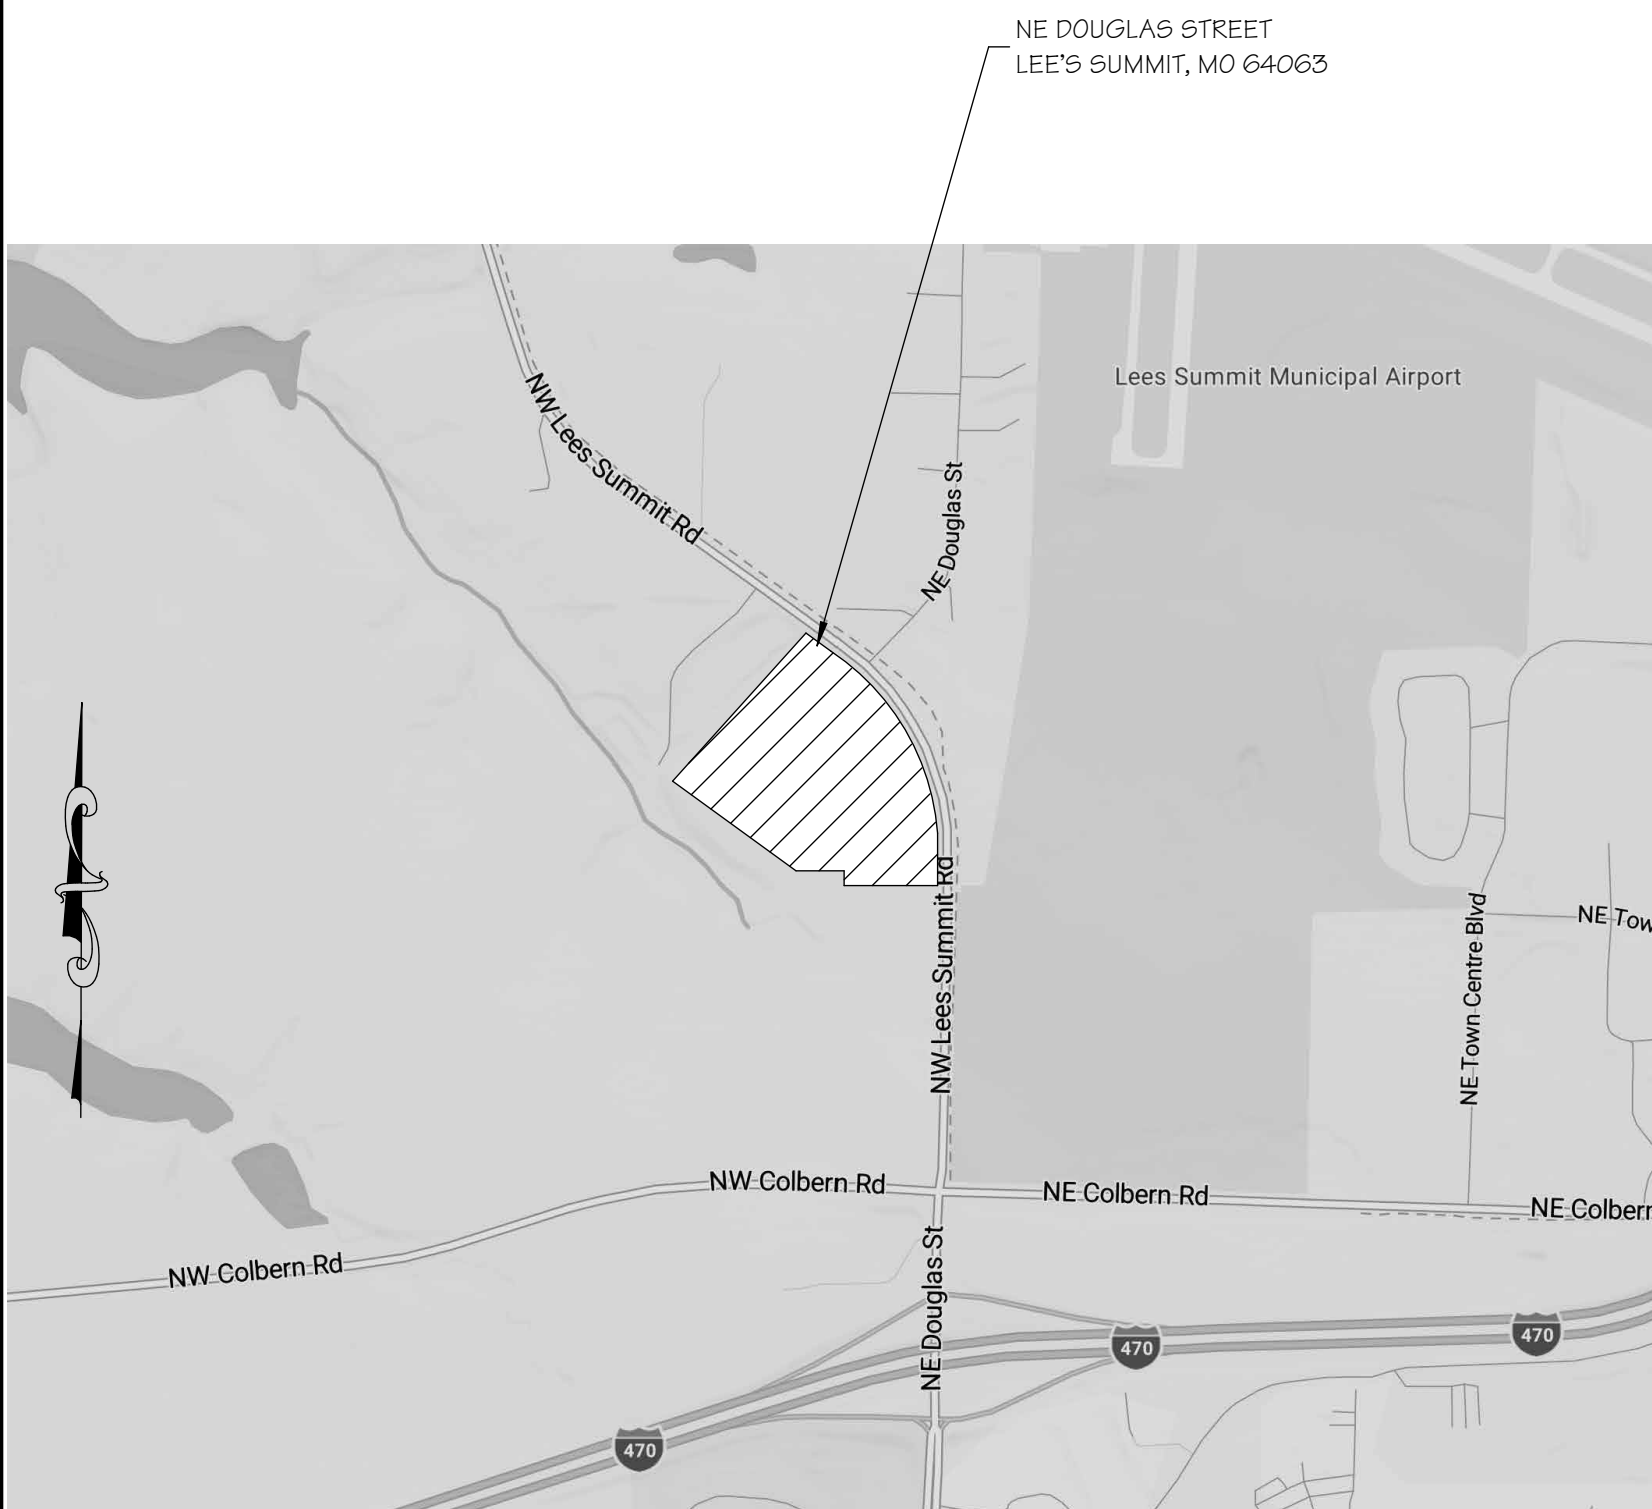 NE DOUGLAS STREET
LEE'S SUMMIT, MO 64063
Lees Summit Municipal Airport
NW Lees Summit Rd
NE Douglas St
NW Lees Summit Rd
NE Town Centre Blvd
NE Tow
NW Colbern Rd
NE Colbern Rd
NE Colbern
NW Colbern Rd
NE Douglas St
470
470
470